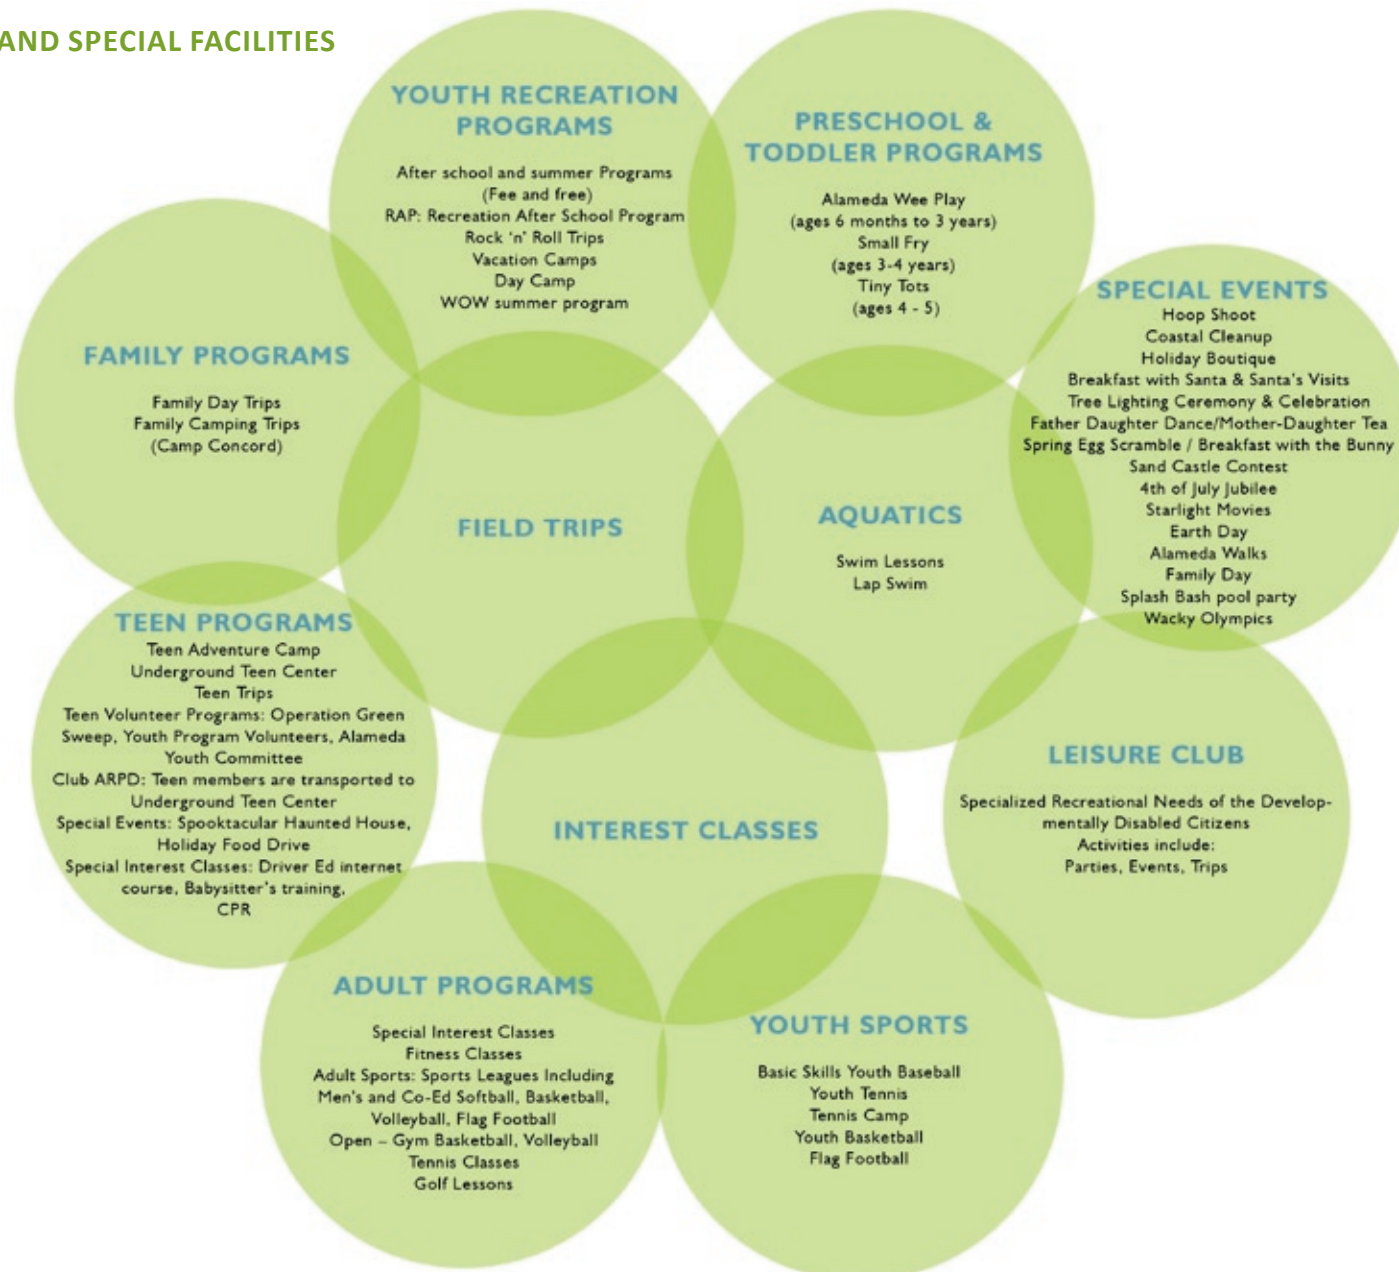 AND SPECIAL FACILITIES
YOUTH RECREATION
PROGRAMS
After school and summer Programs
(Fee and free)
RAP: Recreation After School Program
Rock ‘n’ Roll Trips
Vacation Camps
Day Camp
WOW summer program
PRESCHOOL &
TODDLER PROGRAMS
Alameda Wee Play
(ages 6 months to 3 years)
Small Fry
(ages 3-4 years)
Tiny Tots
(ages 4 - 5)
SPECIAL EVENTS
Hoop Shoot
Coastal Cleanup
Holiday Boutique
Breakfast with Santa & Santa’s Visits
Tree Lighting Ceremony & Celebration
Father Daughter Dance/Mother-Daughter Tea
Spring Egg Scramble / Breakfast with the Bunny
Sand Castle Contest
4th of July Jubilee
Starlight Movies
Earth Day
Alameda Walks
Family Day
Splash Bash pool party
Wacky Olympics
FAMILY PROGRAMS
Family Day Trips
Family Camping Trips
(Camp Concord)
FIELD TRIPS
AQUATICS
Swim Lessons
Lap Swim
TEEN PROGRAMS
Teen Adventure Camp
Underground Teen Center
Teen Trips
Teen Volunteer Programs: Operation Green
Sweep, Youth Program Volunteers, Alameda
Youth Committee
Club ARPD: Teen members are transported to
Underground Teen Center
Special Events: Spooktacular Haunted House,
Holiday Food Drive
Special Interest Classes: Driver Ed internet
course, Babysitter’s training,
CPR
LEISURE CLUB
Specialized Recreational Needs of the Develop-
mentally Disabled Citizens
Activities include:
Parties, Events, Trips
INTEREST CLASSES
ADULT PROGRAMS
Special Interest Classes
Fitness Classes
Adult Sports: Sports Leagues Including
Men’s and Co-Ed Softball, Basketball,
Volleyball, Flag Football
Open – Gym Basketball, Volleyball
Tennis Classes
Golf Lessons
YOUTH SPORTS
Basic Skills Youth Baseball
Youth Tennis
Tennis Camp
Youth Basketball
Flag Football